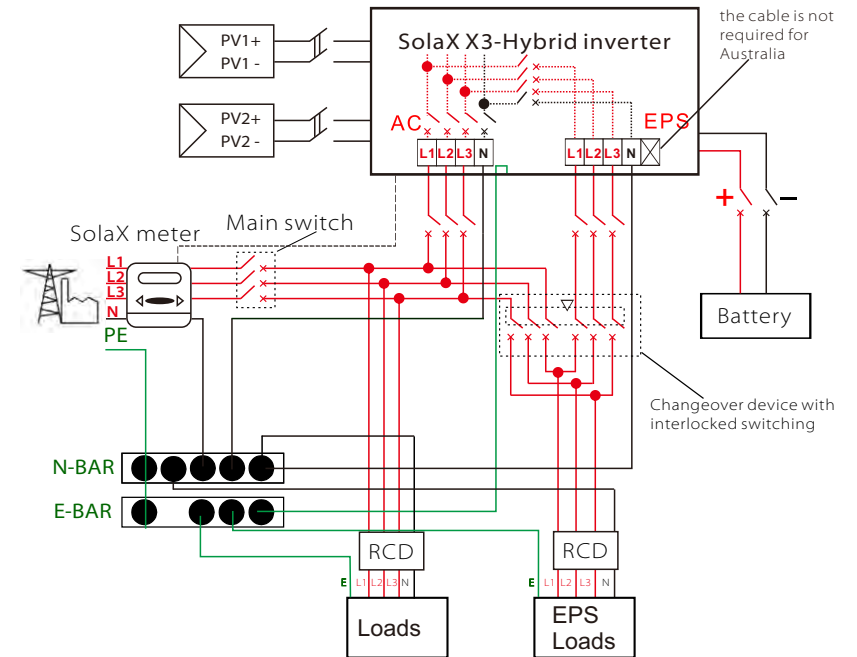 PV1+
PV1 -
PV2+
PV2 -
SolaX X3-Hybrid inverter
the cable is not
required for
Australia
AC
EPS
L1 L2 L3 N
L1 L2 L3 N
+ −
SolaX meter
Main switch
L1
L2
L3
N
PE
Battery
Changeover device with
interlocked switching
N-BAR
E-BAR
RCD
RCD
E L1 L2 L3 N
E L1 L2 L3 N
Loads
EPS
Loads